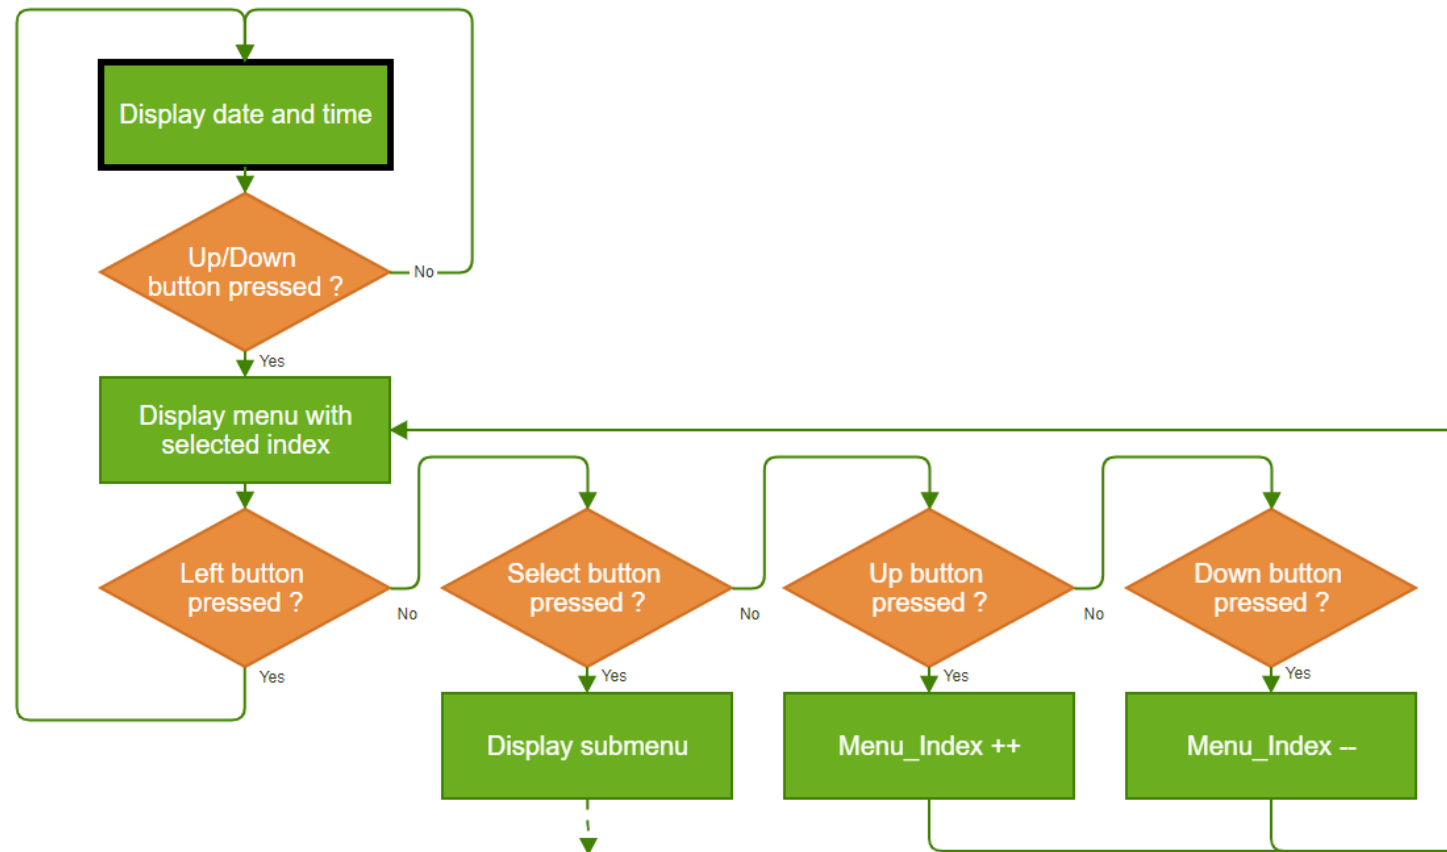 Display date and time
Up/Down
button pressed ?
No
Yes
Display menu with
selected index
Left button
pressed ?
No
Yes
Select button
pressed ?
No
Yes
Up button
pressed ?
No
Yes
Down button
pressed ?
Yes
Display submenu
Menu_Index ++
Menu_Index --